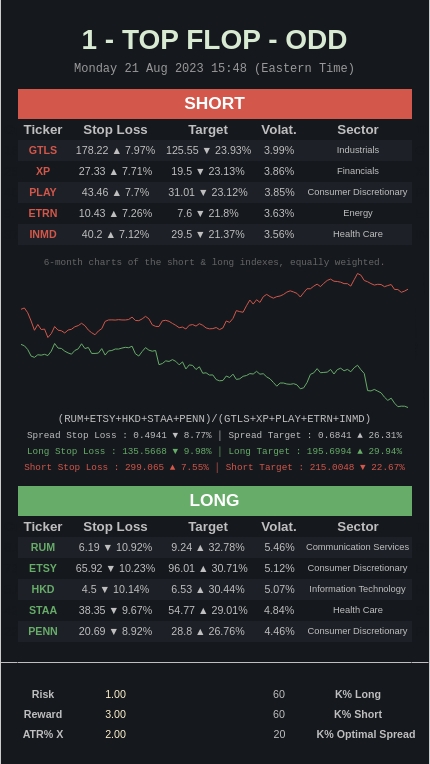 1 - TOP FLOP - ODD
Monday 21 Aug 2023 15:48 (Eastern Time)
SHORT
Ticker Stop Loss Target Volat. Sector
GTLS 178.22 ▲ 7.97% 125.55 ▼ 23.93% 3.99% Industrials
XP 27.33 ▲ 7.71% 19.5 ▼ 23.13% 3.86% Financials
PLAY 43.46 ▲ 7.7% 31.01 ▼ 23.12% 3.85% Consumer Discretionary
ETRN 10.43 ▲ 7.26% 7.6 ▼ 21.8% 3.63% Energy
INMD 40.2 ▲ 7.12% 29.5 ▼ 21.37% 3.56% Health Care
6-month charts of the short & long indexes, equally weighted.
(RUM+ETSY+HKD+STAA+PENN)/(GTLS+XP+PLAY+ETRN+INMD)
Spread Stop Loss : 0.4941 ▼ 8.77% | Spread Target : 0.6841 ▲ 26.31%
Long Stop Loss : 135.5668 ▼ 9.98% | Long Target : 195.6994 ▲ 29.94%
Short Stop Loss : 299.065 ▲ 7.55% | Short Target : 215.0048 ▼ 22.67%
LONG
Ticker Stop Loss Target Volat. Sector
RUM 6.19 ▼ 10.92% 9.24 ▲ 32.78% 5.46% Communication Services
ETSY 65.92 ▼ 10.23% 96.01 ▲ 30.71% 5.12% Consumer Discretionary
HKD 4.5 ▼ 10.14% 6.53 ▲ 30.44% 5.07% Information Technology
STAA 38.35 ▼ 9.67% 54.77 ▲ 29.01% 4.84% Health Care
PENN 20.69 ▼ 8.92% 28.8 ▲ 26.76% 4.46% Consumer Discretionary
Risk 1.00 60 K% Long
Reward 3.00 60 K% Short
ATR% X 2.00 20 K% Optimal Spread